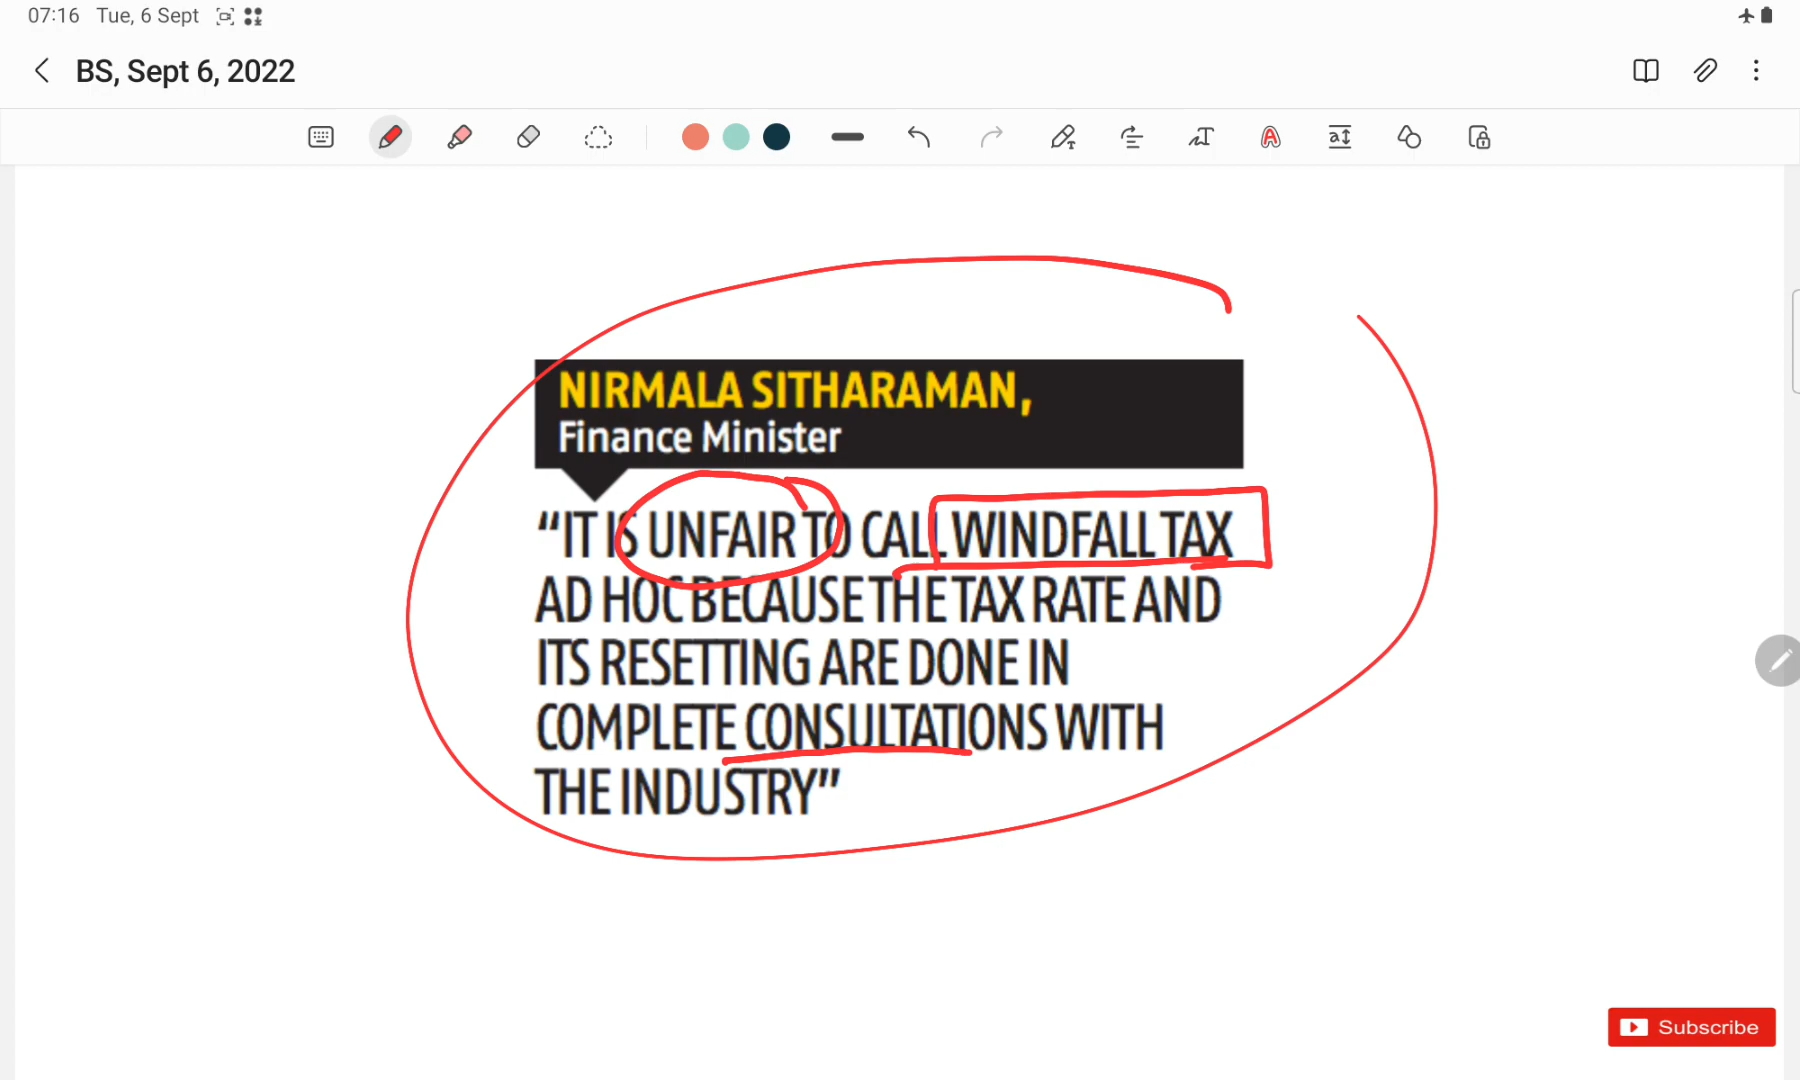 07:16 Tue, 6 Sept
BS, Sept 6, 2022
NIRMALA SITHARAMAN,
Finance Minister
“IT IS UNFAIR TO CALL WINDFALL TAX
AD HOC BECAUSE THE TAX RATE AND
ITS RESETTING ARE DONE IN
COMPLETE CONSULTATIONS WITH
THE INDUSTRY”
Subscribe